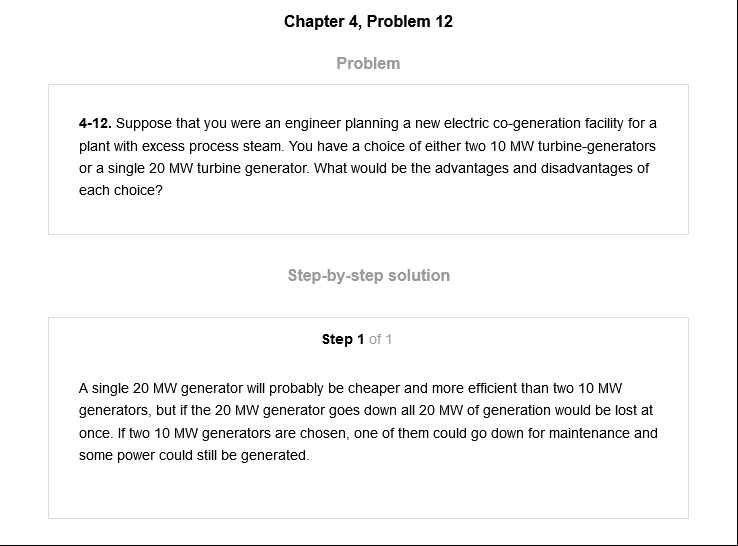 Chapter 4, Problem 12
Problem
4-12. Suppose that you were an engineer planning a new electric co-generation facility for a
plant with excess process steam. You have a choice of either two 10 MW turbine-generators
or a single 20 MW turbine generator. What would be the advantages and disadvantages of
each choice?
Step-by-step solution
Step 1 of 1
A single 20 MW generator will probably be cheaper and more efficient than two 10 MW
generators, but if the 20 MW generator goes down all 20 MW of generation would be lost at
once. If two 10 MW generators are chosen, one of them could go down for maintenance and
some power could still be generated.